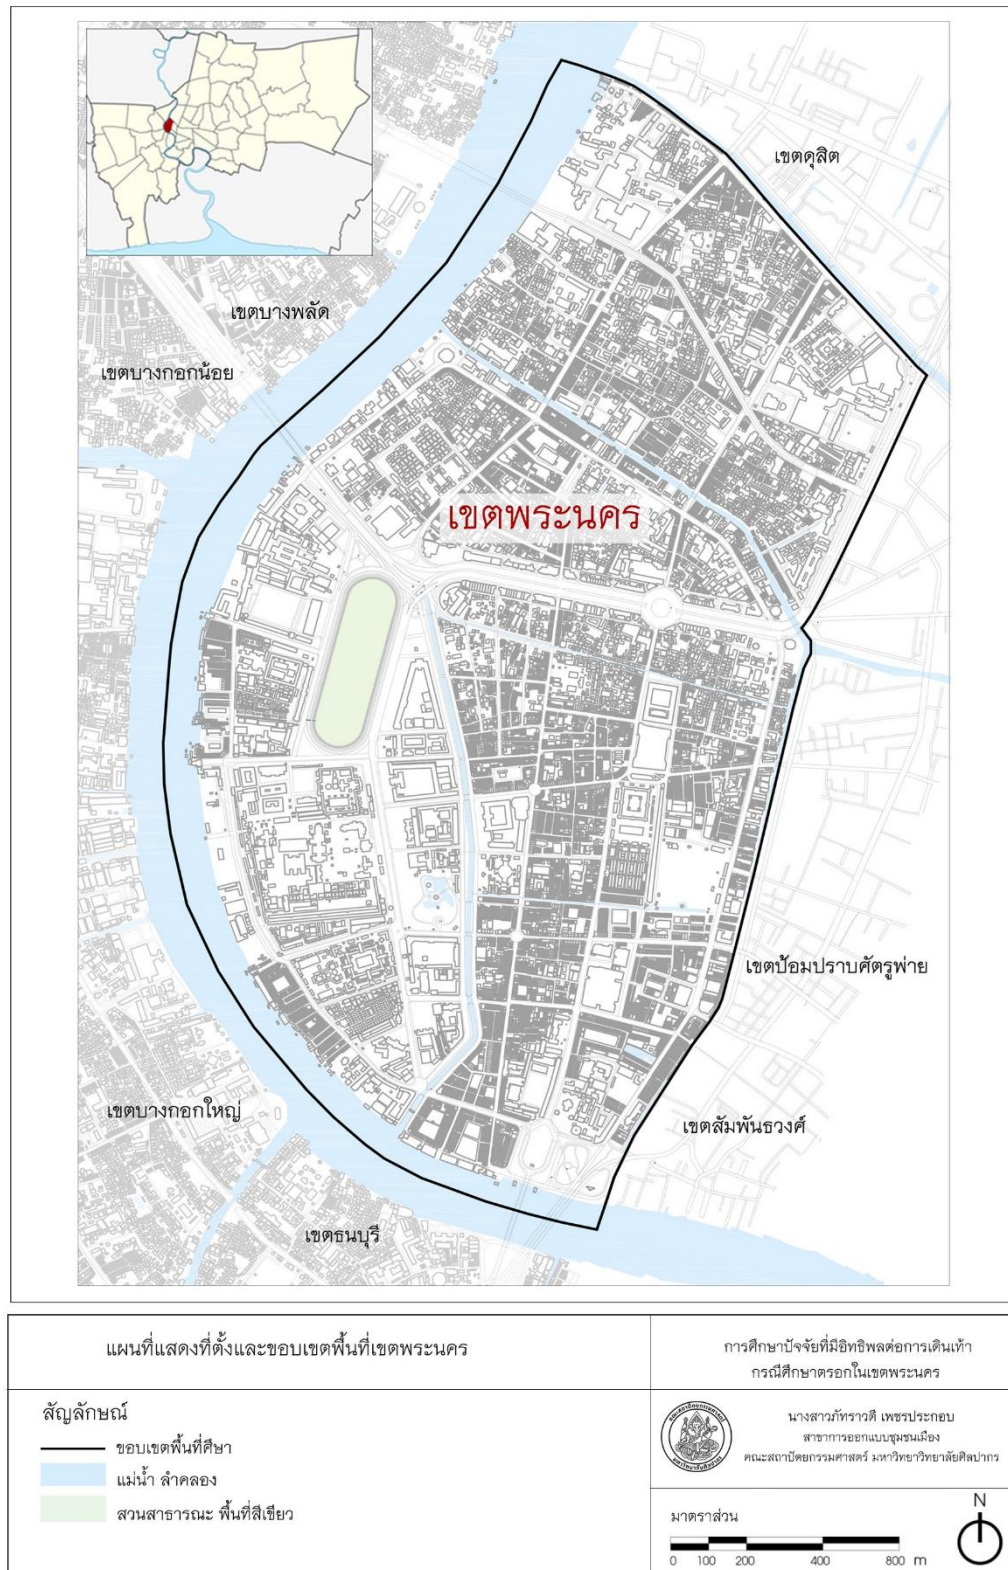 เขตดุสิต
เขตบางพลัด
เขตบางกอกน้อย
เขตพระนคร
เขตป้อมปราบศัตรูพ่าย
เขตบางกอกใหญ่
เขตสัมพันธวงศ์
เขตธนบุรี
แผนที่แสดงที่ตั้งและขอบเขตพื้นที่เขตพระนคร
สัญลักษณ์
ขอบเขตพื้นที่ศึษา
แม่น้ำ ลำคลอง
สวนสาธารณะ พื้นที่สีเขียว
การศึกษาปัจจัยที่มีอิทธิพลต่อการเดินเท้า
กรณีศึกษาตรอกในเขตพระนคร
นางสาวภัทราวดี เพชรประกอบ
สาขาการออกแบบชุมชนเมือง
คณะสถาปัตยกรรมศาสตร์ มหาวิทยาวิทยาลัยศิลปากร
มาตราส่วน
0 100 200 400 800 m
N